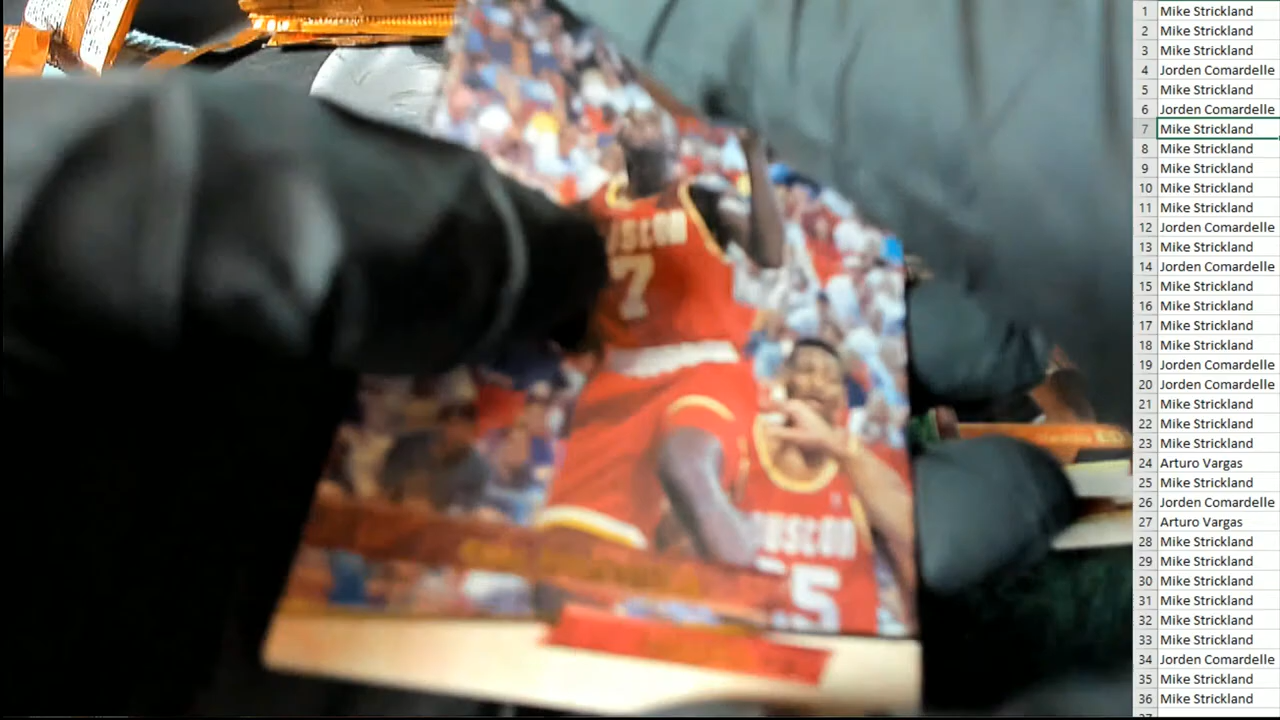 1 Mike Strickland
2 Mike Strickland
3 Mike Strickland
4 Jorden Comardelle
5 Mike Strickland
6 Jorden Comardelle
7 Mike Strickland
8 Mike Strickland
9 Mike Strickland
10 Mike Strickland
11 Mike Strickland
12 Jorden Comardelle
13 Mike Strickland
14 Jorden Comardelle
15 Mike Strickland
16 Mike Strickland
17 Mike Strickland
18 Mike Strickland
19 Jorden Comardelle
20 Jorden Comardelle
21 Mike Strickland
22 Mike Strickland
23 Mike Strickland
24 Arturo Vargas
25 Mike Strickland
26 Jorden Comardelle
27 Arturo Vargas
28 Mike Strickland
29 Mike Strickland
30 Mike Strickland
31 Mike Strickland
32 Mike Strickland
33 Mike Strickland
34 Jorden Comardelle
35 Mike Strickland
36 Mike Strickland
7